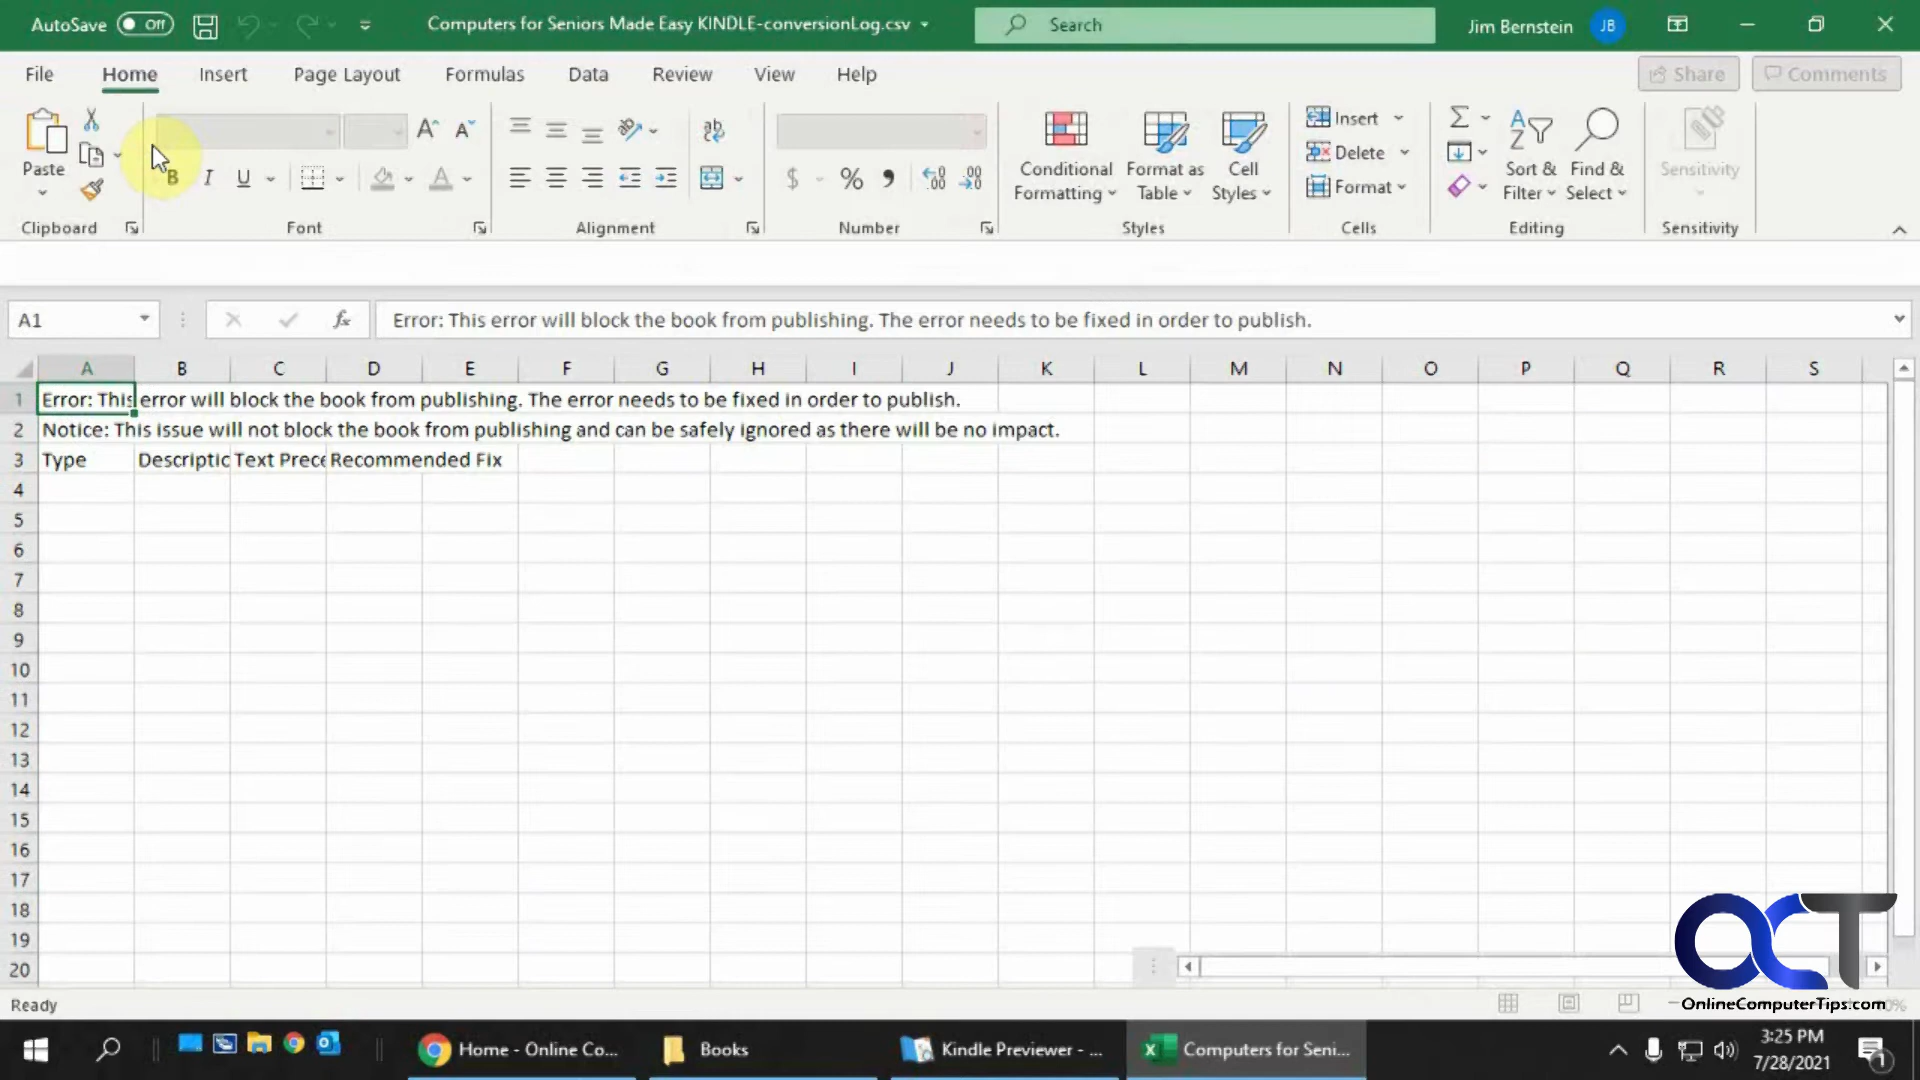 AutoSave Off Computers for Seniors Made Easy KINDLE-conversionLog.csv Search Jim Bernstein JB
File Home Insert Page Layout Formulas Data Review View Help Share Comments
Paste
B I U
ab
$ % 9
Conditional Formatting
Format as Table
Cell Styles
Insert
Delete
Format
Sort & Filter
Find & Select
Sensitivity
Clipboard Font Alignment Number Styles Cells Editing Sensitivity
A1 fx Error: This error will block the book from publishing. The error needs to be fixed in order to publish.
A B C D E F G H I J K L M N O P Q R S
1 Error: This error will block the book from publishing. The error needs to be fixed in order to publish.
2 Notice: This issue will not block the book from publishing and can be safely ignored as there will be no impact.
3 Type Descriptic Text Prece Recommended Fix
4
5
6
7
8
9
10
11
12
13
14
15
16
17
18
19
20
OCT
OnlineComputerTips.com
Ready
Home - Online Co... Books Kindle Previewer - ... Computers for Seni... 3:25 PM
7/28/2021
1